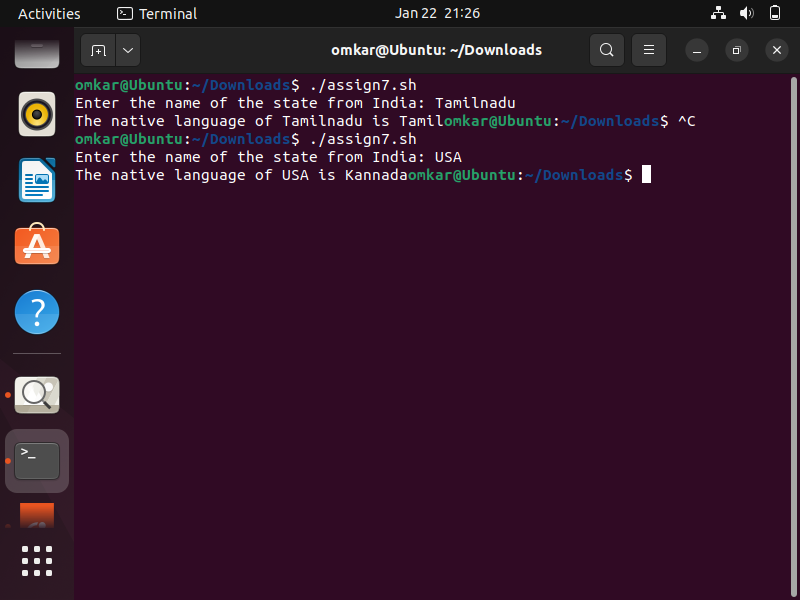 Activities Terminal Jan 22 21:26
omkar@Ubuntu: ~/Downloads
omkar@Ubuntu:~/Downloads$ ./assign7.sh
Enter the name of the state from India: Tamilnadu
The native language of Tamilnadu is Tamilomkar@Ubuntu:~/Downloads$ ^C
omkar@Ubuntu:~/Downloads$ ./assign7.sh
Enter the name of the state from India: USA
The native language of USA is Kannadaomkar@Ubuntu:~/Downloads$